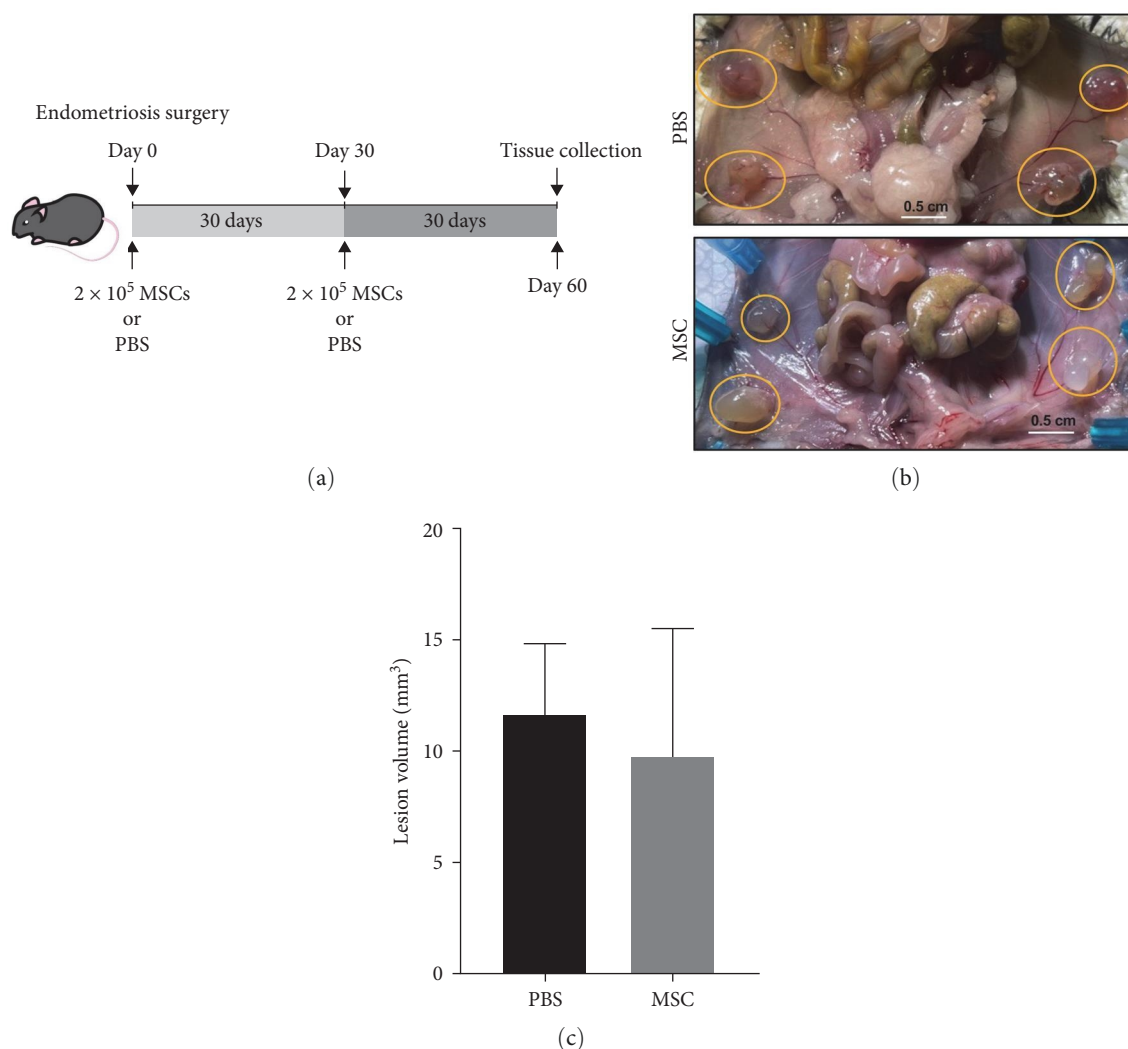 Endometriosis surgery
Day 0
Day 30
Tissue collection
30 days
30 days
2 × 10⁵ MSCs
or
PBS
2 × 10⁵ MSCs
or
PBS
Day 60
(a)
PBS
0.5 cm
MSC
0.5 cm
(b)
20
15
10
5
0
Lesion volume (mm³)
PBS
MSC
(c)